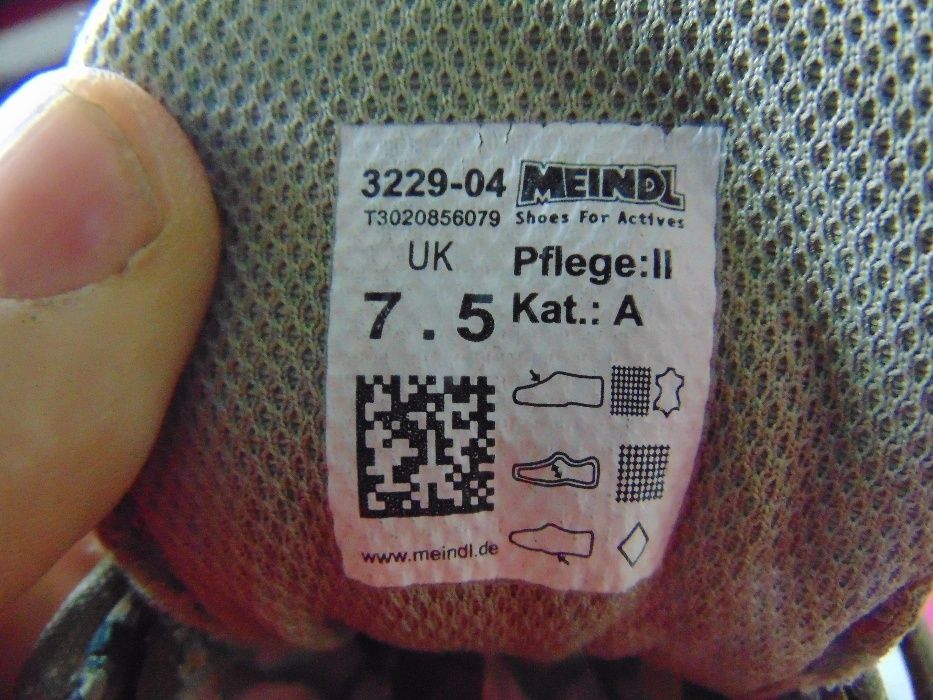 3229-04 MEINDL
T3020856079 Shoes For Actives
UK Pflege:II
7.5 Kat.: A
www.meindl.de